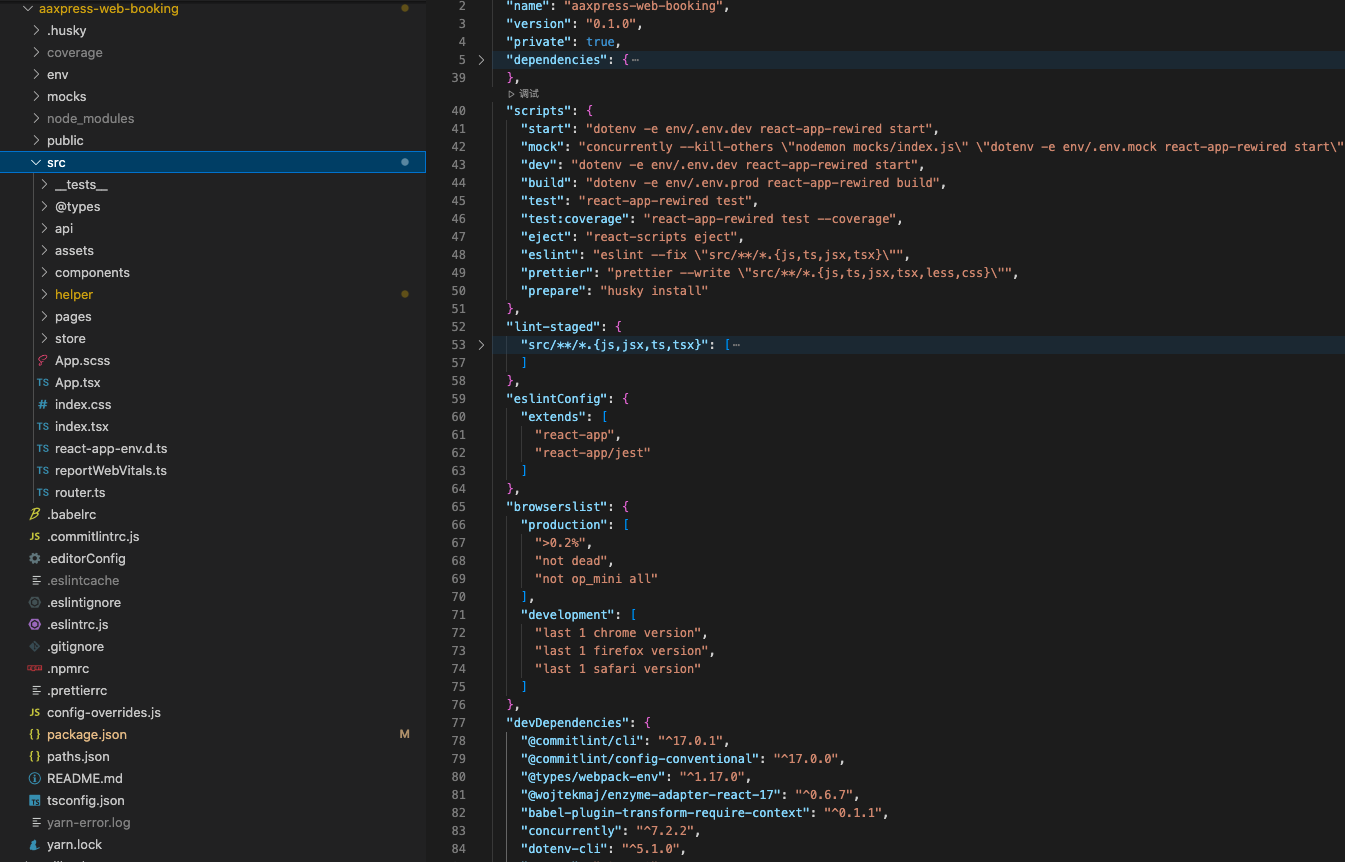 aaxpress-web-booking
.husky
coverage
env
mocks
node_modules
public
src
__tests__
@types
api
assets
components
helper
pages
store
App.scss
TS App.tsx
# index.css
TS index.tsx
TS react-app-env.d.ts
TS reportWebVitals.ts
TS router.ts
.babelrc
JS .commitlintrc.js
.editorConfig
.eslintcache
.eslintignore
.eslintrc.js
.gitignore
.npmrc
.prettierrc
JS config-overrides.js
{} package.json M
{} paths.json
README.md
tsconfig.json
yarn-error.log
yarn.lock
2 "name": "aaxpress-web-booking",
3 "version": "0.1.0",
4 "private": true,
5 "dependencies": {…
39 },
调试
40 "scripts": {
41 "start": "dotenv -e env/.env.dev react-app-rewired start",
42 "mock": "concurrently --kill-others \"nodemon mocks/index.js\" \"dotenv -e env/.env.mock react-app-rewired start\"
43 "dev": "dotenv -e env/.env.dev react-app-rewired start",
44 "build": "dotenv -e env/.env.prod react-app-rewired build",
45 "test": "react-app-rewired test",
46 "test:coverage": "react-app-rewired test --coverage",
47 "eject": "react-scripts eject",
48 "eslint": "eslint --fix \"src/**/*.{js,ts,jsx,tsx}\"",
49 "prettier": "prettier --write \"src/**/*.{js,ts,jsx,tsx,less,css}\"",
50 "prepare": "husky install"
51 },
52 "lint-staged": {
53 "src/**/*.{js,jsx,ts,tsx}": […
57 ]
58 },
59 "eslintConfig": {
60 "extends": [
61 "react-app",
62 "react-app/jest"
63 ]
64 },
65 "browserslist": {
66 "production": [
67 ">0.2%",
68 "not dead",
69 "not op_mini all"
70 ],
71 "development": [
72 "last 1 chrome version",
73 "last 1 firefox version",
74 "last 1 safari version"
75 ]
76 },
77 "devDependencies": {
78 "@commitlint/cli": "^17.0.1",
79 "@commitlint/config-conventional": "^17.0.0",
80 "@types/webpack-env": "^1.17.0",
81 "@wojtekmaj/enzyme-adapter-react-17": "^0.6.7",
82 "babel-plugin-transform-require-context": "^0.1.1",
83 "concurrently": "^7.2.2",
84 "dotenv-cli": "^5.1.0",